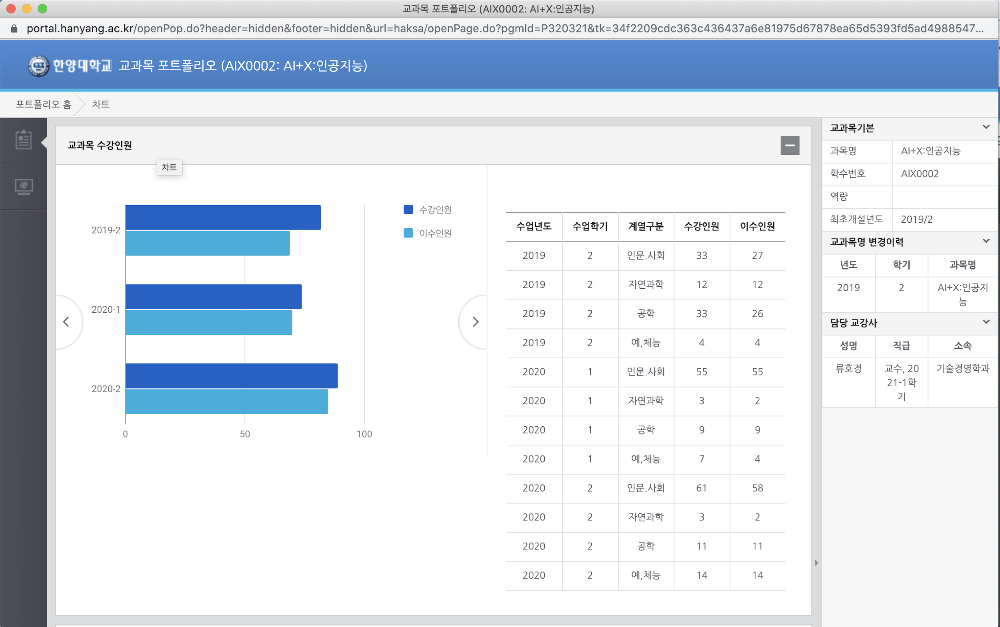 교과목 포트폴리오 (AIX0002: AI+X:인공지능)
portal.hanyang.ac.kr/openPop.do?header=hidden&footer=hidden&url=haksa/openPage.do?pgmId=P320321&tk=34f2209cdc363c436437a6e81975d67878ea65d5393fd5ad4988547...
한양대학교 교과목 포트폴리오 (AIX0002: AI+X:인공지능)
포트폴리오 홈 차트
교과목 수강인원
차트
수강인원
이수인원
2019-2
2020-1
2020-2
0 50 100
수업년도 수업학기 계열구분 수강인원 이수인원
2019 2 인문.사회 33 27
2019 2 자연과학 12 12
2019 2 공학 33 26
2019 2 예,체능 4 4
2020 1 인문.사회 55 55
2020 1 자연과학 3 2
2020 1 공학 9 9
2020 1 예,체능 7 4
2020 2 인문.사회 61 58
2020 2 자연과학 3 2
2020 2 공학 11 11
2020 2 예,체능 14 14
교과목기본
과목명 AI+X:인공지능
학수번호 AIX0002
역량
최초개설년도 2019/2
교과목명 변경이력
년도 학기 과목명
2019 2 AI+X:인공지
능
담당 교강사
성명 직급 소속
류호경 교수, 20 기술경영학과
21-1학
기